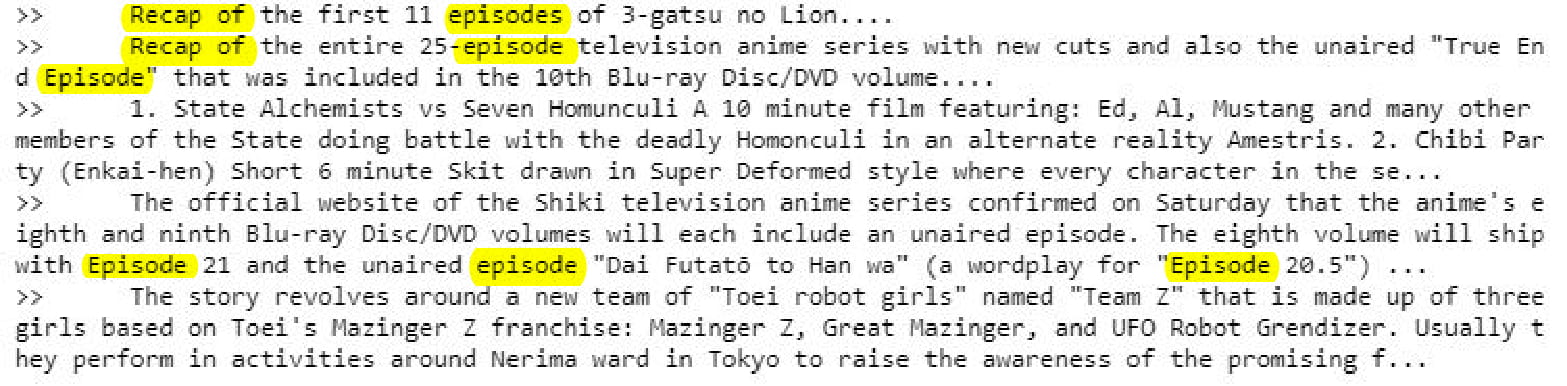 >> Recap of the first 11 episodes of 3-gatsu no Lion....
>> Recap of the entire 25-episode television anime series with new cuts and also the unaired "True En
d Episode" that was included in the 10th Blu-ray Disc/DVD volume....
>> 1. State Alchemists vs Seven Homunculi A 10 minute film featuring: Ed, Al, Mustang and many other
members of the State doing battle with the deadly Homonculi in an alternate reality Amestris. 2. Chibi Par
ty (Enkai-hen) Short 6 minute Skit drawn in Super Deformed style where every character in the se...
>> The official website of the Shiki television anime series confirmed on Saturday that the anime's e
ighth and ninth Blu-ray Disc/DVD volumes will each include an unaired episode. The eighth volume will ship
with Episode 21 and the unaired episode "Dai Futatō to Han wa" (a wordplay for "Episode 20.5") ...
>> The story revolves around a new team of "Toei robot girls" named "Team Z" that is made up of three
girls based on Toei's Mazinger Z franchise: Mazinger Z, Great Mazinger, and UFO Robot Grendizer. Usually t
hey perform in activities around Nerima ward in Tokyo to raise the awareness of the promising f...